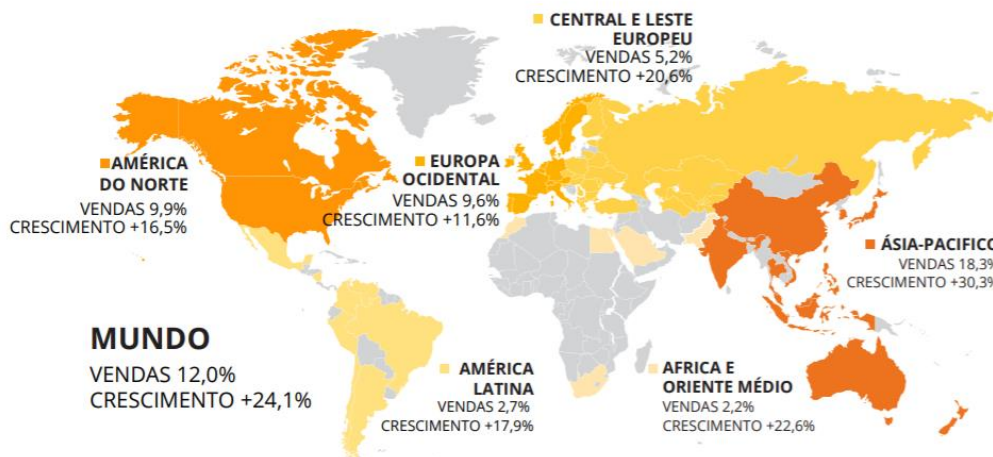 CENTRAL E LESTE
EUROPEU
VENDAS 5,2%
CRESCIMENTO +20,6%
AMÉRICA
DO NORTE
VENDAS 9,9%
CRESCIMENTO +16,5%
EUROPA
OCIDENTAL
VENDAS 9,6%
CRESCIMENTO +11,6%
ÁSIA-PACIFICO
VENDAS 18,3%
CRESCIMENTO +30,3%
MUNDO
VENDAS 12,0%
CRESCIMENTO +24,1%
AMÉRICA
LATINA
VENDAS 2,7%
CRESCIMENTO +17,9%
AFRICA E
ORIENTE MÉDIO
VENDAS 2,2%
CRESCIMENTO +22,6%